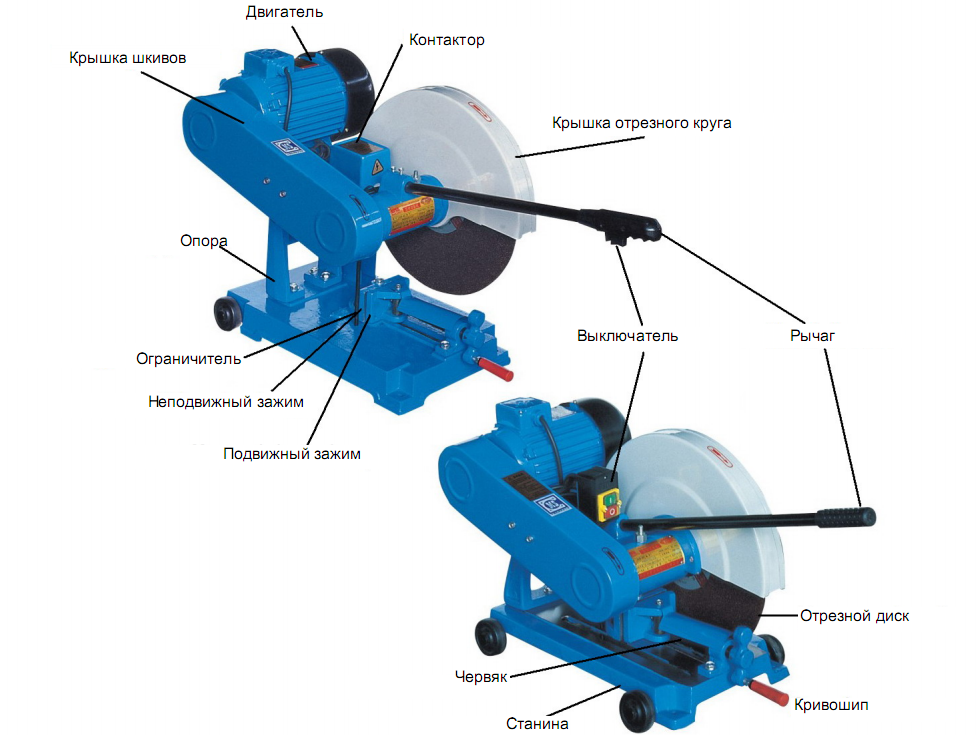 Двигатель
Контактор
Крышка шкивов
Крышка отрезного круга
Опора
Выключатель
Рычаг
Ограничитель
Неподвижный зажим
Подвижный зажим
Отрезной диск
Червяк
Кривошип
Станина